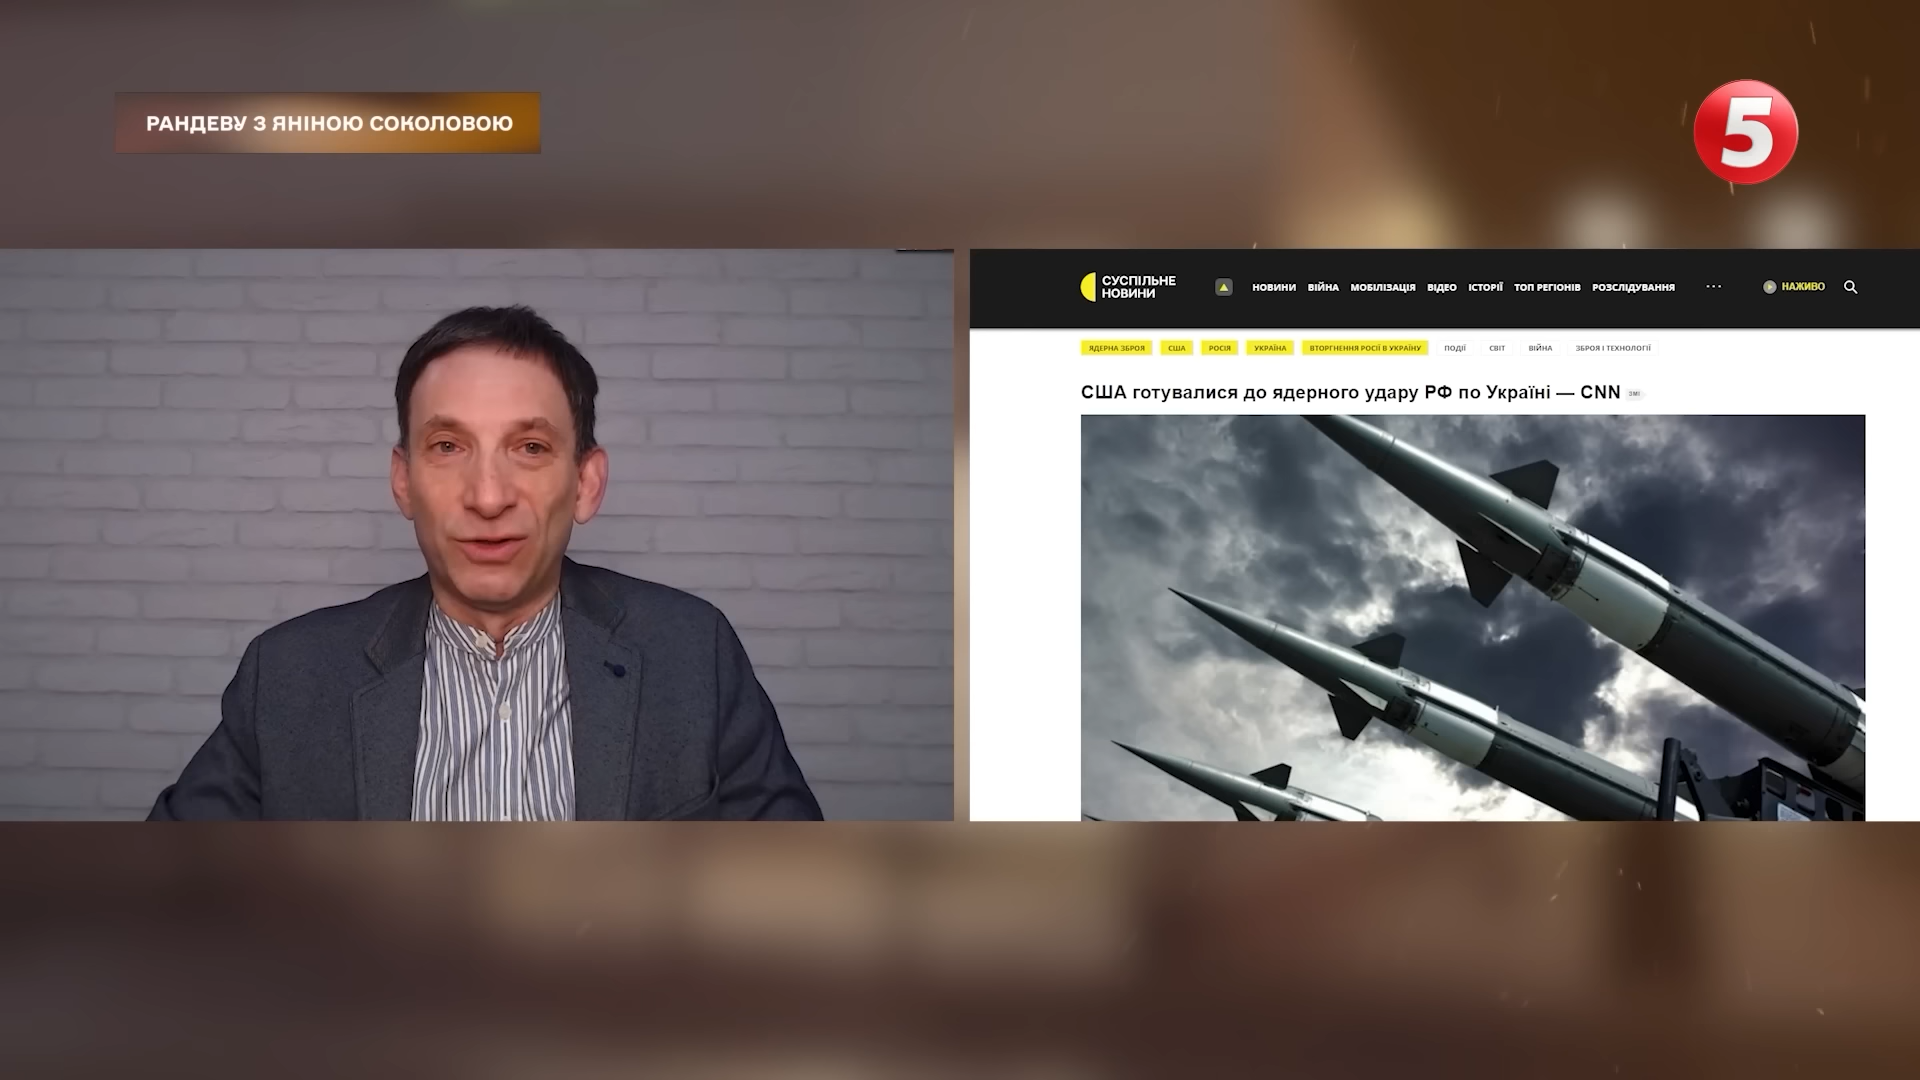 РАНДЕВУ З ЯНІНОЮ СОКОЛОВОЮ
5
СУСПІЛЬНЕ
НОВИНИ
НОВИНИ ВІЙНА МОБІЛІЗАЦІЯ ВІДЕО ІСТОРІЇ ТОП РЕГІОНІВ РОЗСЛІДУВАННЯ ... НАЖИВО
ЯДЕРНА ЗБРОЯ США РОСІЯ УКРАЇНА ВТОРГНЕННЯ РОСІЇ В УКРАЇНУ ПОДІЇ СВІТ ВІЙНА ЗБРОЯ І ТЕХНОЛОГІЇ
США готувалися до ядерного удару РФ по Україні — CNN ЗМІ